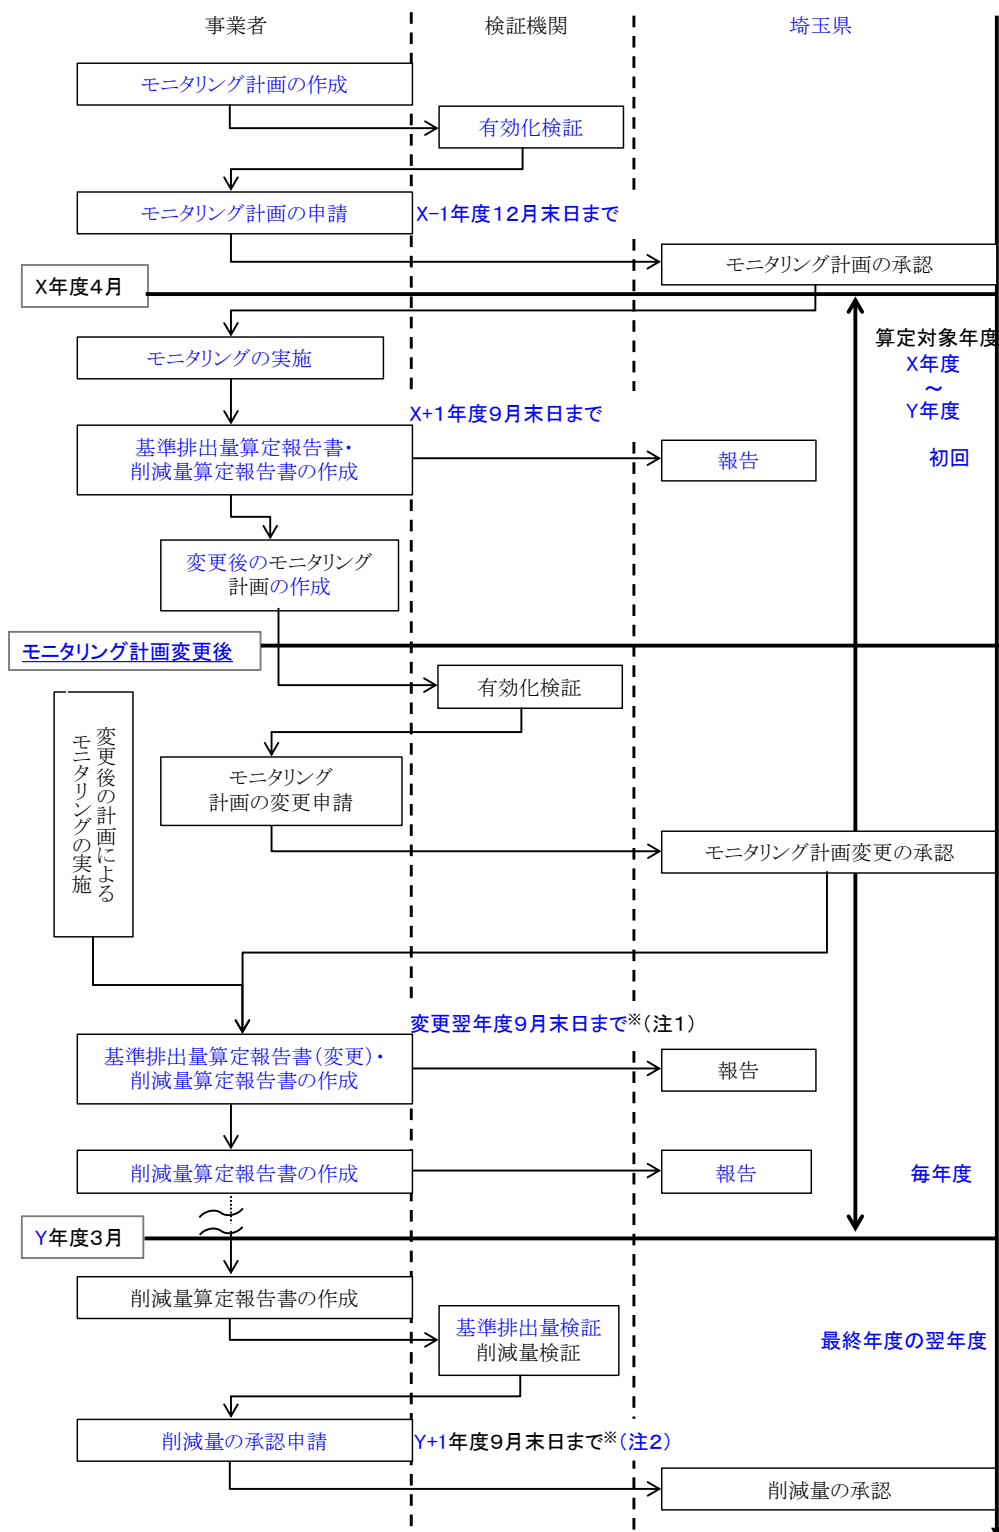 事業者
検証機関
埼玉県
モニタリング計画の作成
有効化検証
モニタリング計画の申請
X-1年度12月末日まで
モニタリング計画の承認
X年度4月
算定対象年度
X年度
～
Y年度
初回
モニタリングの実施
X+1年度9月末日まで
基準排出量算定報告書・
削減量算定報告書の作成
報告
変更後のモニタリング
計画の作成
モニタリング計画変更後
有効化検証
変更後の計画による
モニタリングの実施
モニタリング
計画の変更申請
モニタリング計画変更の承認
変更翌年度9月末日まで※(注1)
基準排出量算定報告書(変更)・
削減量算定報告書の作成
報告
削減量算定報告書の作成
報告
毎年度
Y年度3月
削減量算定報告書の作成
基準排出量検証
削減量検証
最終年度の翌年度
削減量の承認申請
Y+1年度9月末日まで※(注2)
削減量の承認